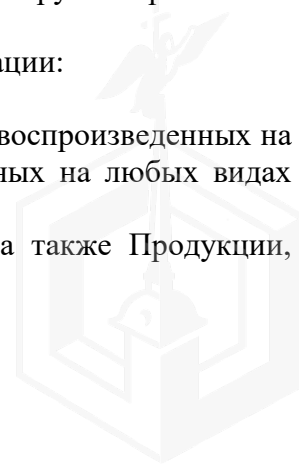 ации:
воспроизведенных на
ных на любых видах
а также Продукции,